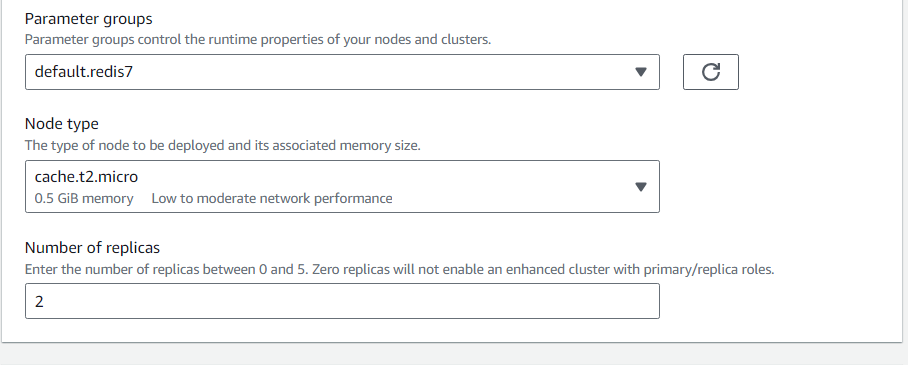 Parameter groups
Parameter groups control the runtime properties of your nodes and clusters.
default.redis7
Node type
The type of node to be deployed and its associated memory size.
cache.t2.micro
0.5 GiB memory Low to moderate network performance
Number of replicas
Enter the number of replicas between 0 and 5. Zero replicas will not enable an enhanced cluster with primary/replica roles.
2